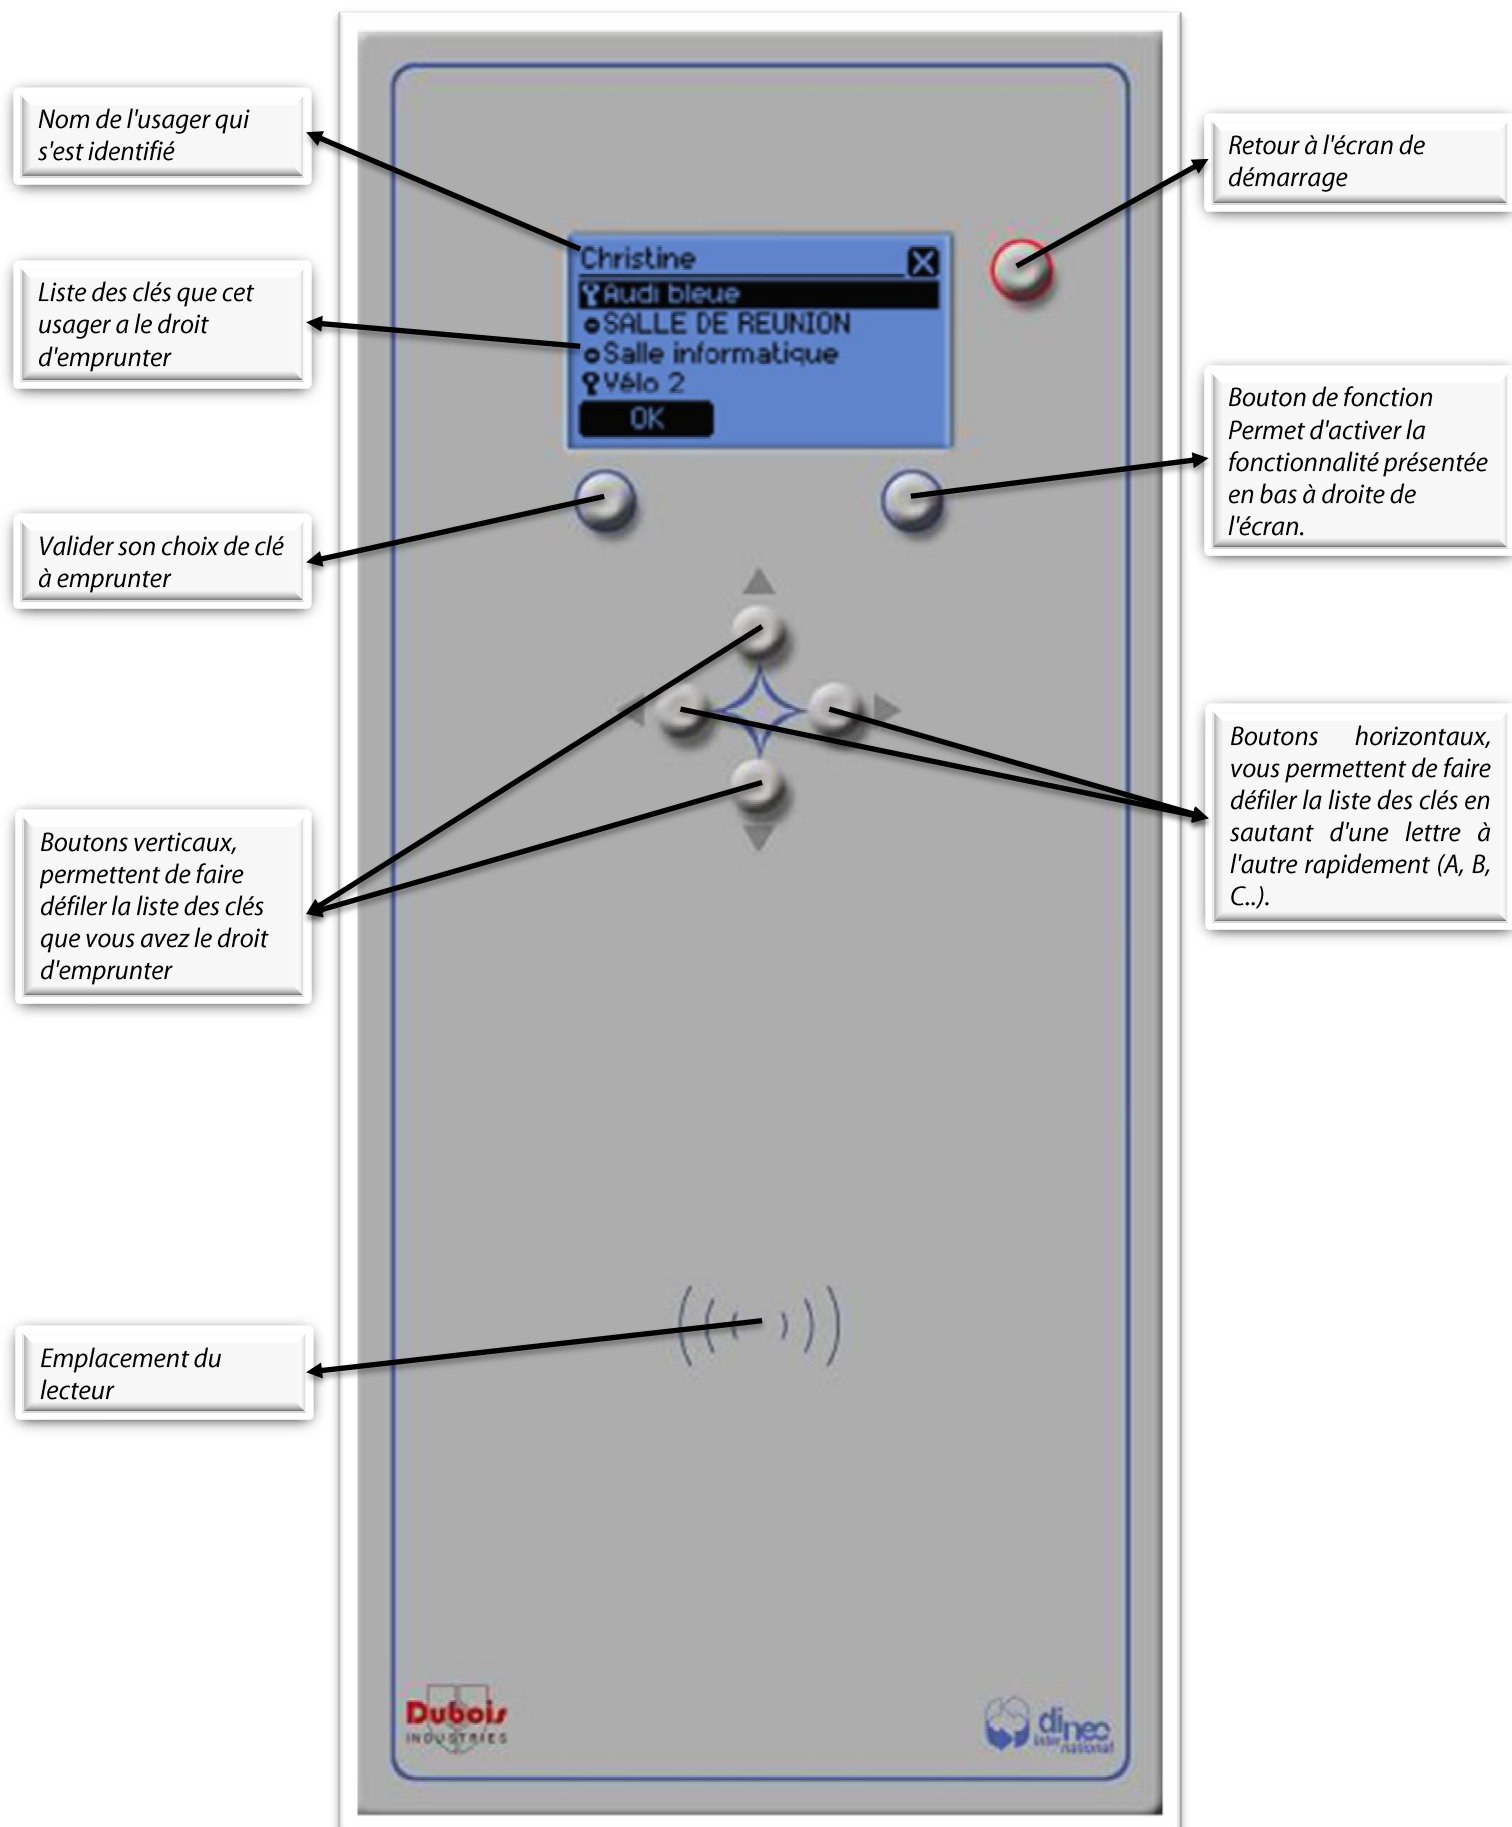 Nom de l'usager qui
s'est identifié
Retour à l'écran de
démarrage
Liste des clés que cet
usager a le droit
d'emprunter
Christine
X
Audi bleue
SALLE DE REUNION
Salle informatique
Vélo 2
OK
Bouton de fonction
Permet d'activer la
fonctionnalité présentée
en bas à droite de
l'écran.
Valider son choix de clé
à emprunter
Boutons horizontaux,
vous permettent de faire
défiler la liste des clés en
sautant d'une lettre à
l'autre rapidement (A, B,
C..).
Boutons verticaux,
permettent de faire
défiler la liste des clés
que vous avez le droit
d'emprunter
Emplacement du
lecteur
Dubois
INDUSTRIES
dinec
international